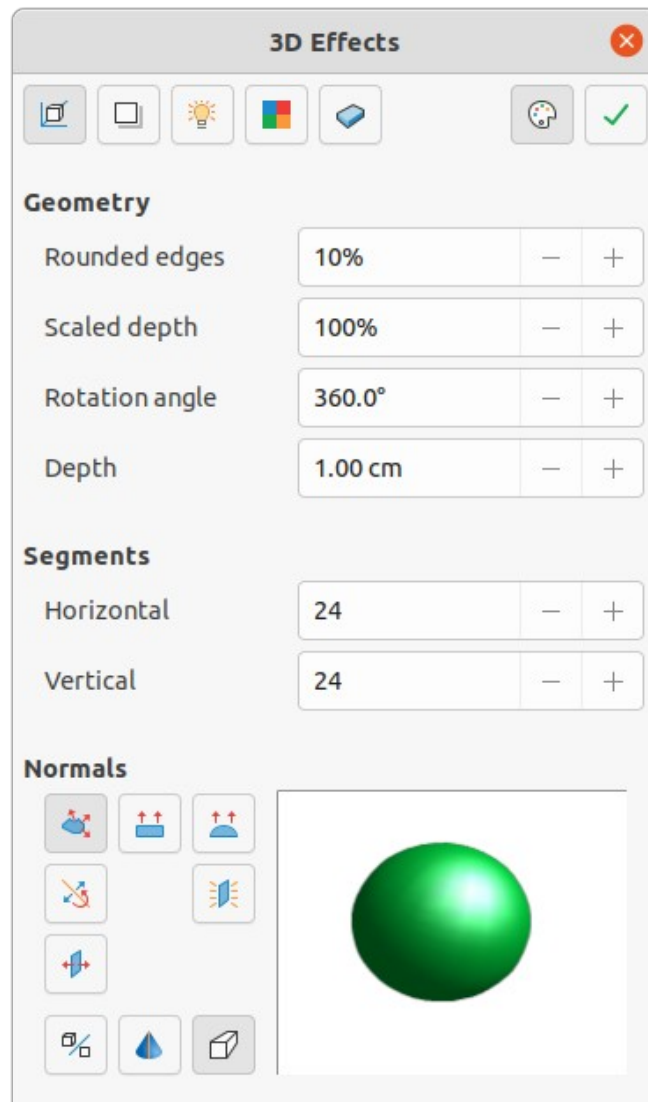 3D Effects
Geometry
Rounded edges 10%
Scaled depth 100%
Rotation angle 360.0°
Depth 1.00 cm
Segments
Horizontal 24
Vertical 24
Normals